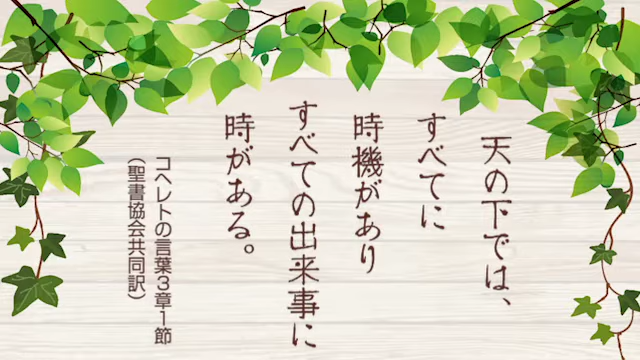 天の下では、
すべてに
時機があり
すべての出来事に
時がある。
コヘレトの言葉3章1節
（聖書協会共同訳）